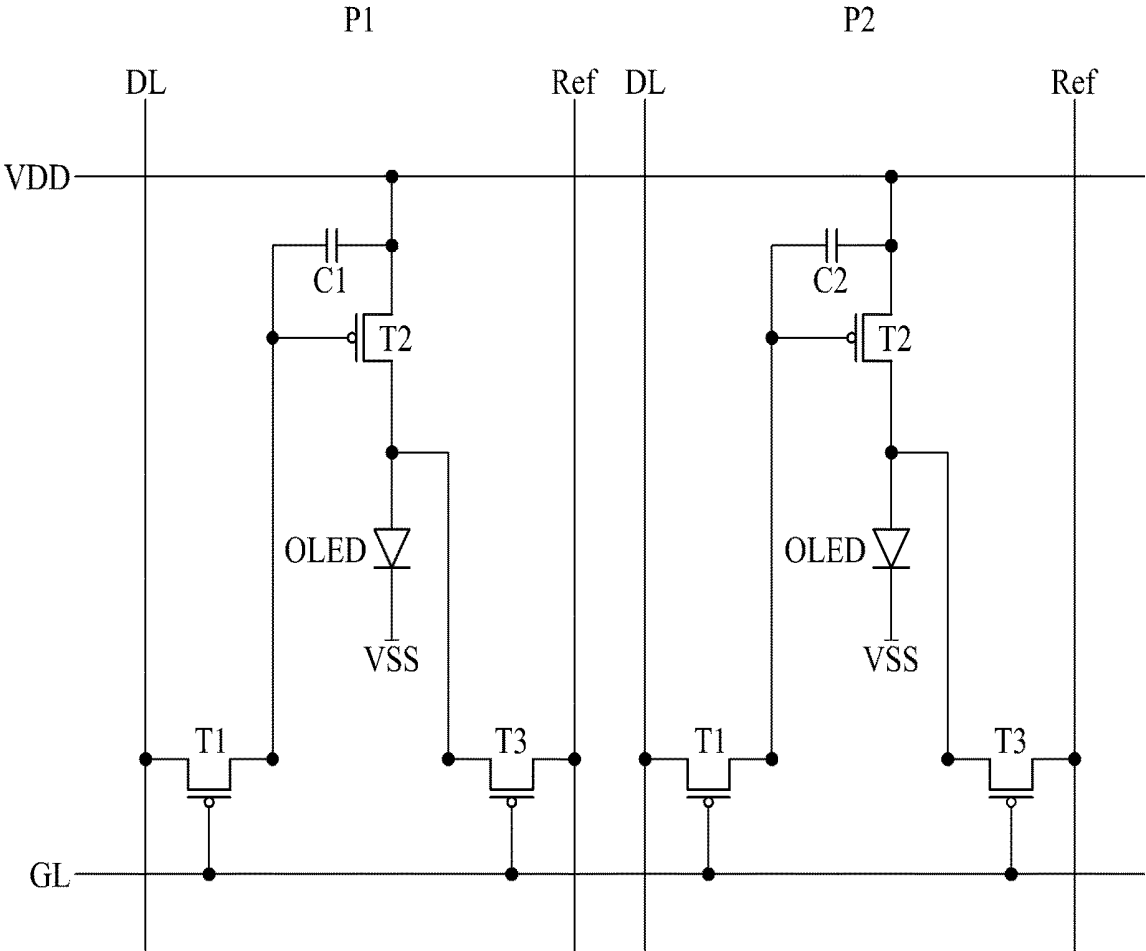 P1 P2
DL Ref DL Ref
VDD
C1 C2
T2 T2
OLED OLED
VSS VSS
T1 T3 T1 T3
GL